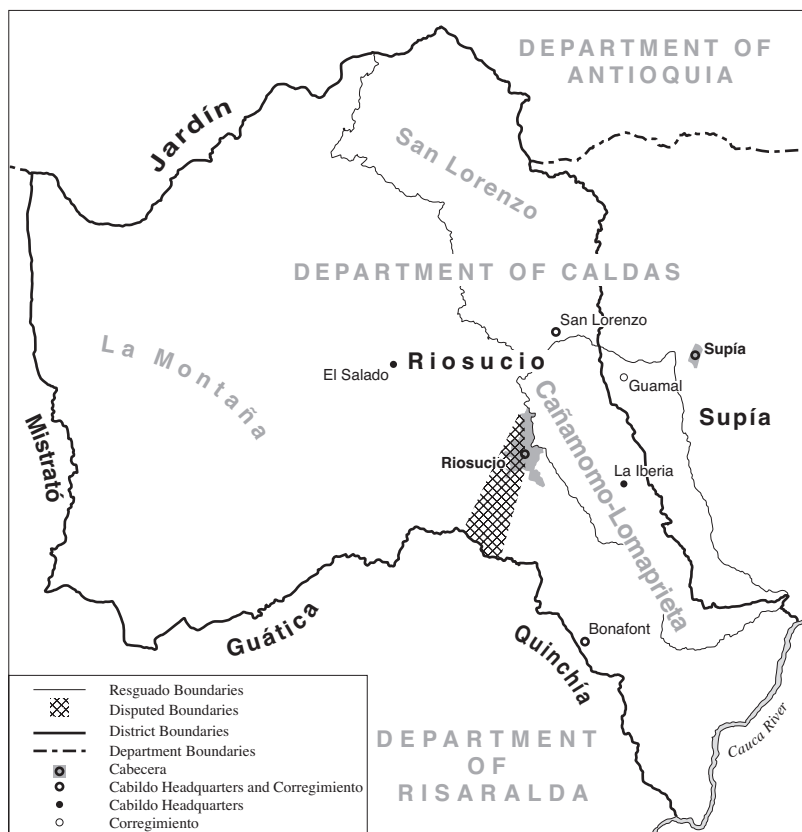 DEPARTMENT OF
ANTIOQUIA
Jardín
San Lorenzo
DEPARTMENT OF CALDAS
San Lorenzo
La Montaña
El Salado
Riosucio
Supía
Guamal
Cañamomo-Lomaprieta
Supía
Mistrató
Riosucio
La Iberia
Guática
Quinchía
Bonafont
Cauca River
DEPARTMENT
OF
RISARALDA
Resguado Boundaries
Disputed Boundaries
District Boundaries
Department Boundaries
Cabecera
Cabildo Headquarters and Corregimiento
Cabildo Headquarters
Corregimiento